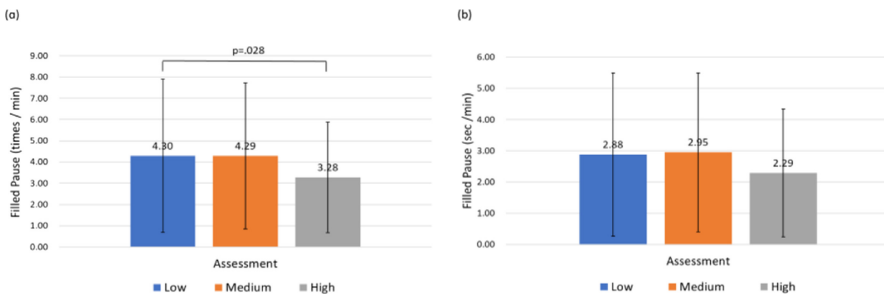 (a)
p=.028
9.00
8.00
7.00
6.00
5.00
4.00
3.00
2.00
1.00
0.00
Filled Pause (times / min)
4.30
4.29
3.28
Assessment
Low Medium High
(b)
6.00
5.00
4.00
3.00
2.00
1.00
0.00
Filled Pause (sec /min)
2.88
2.95
2.29
Assessment
Low Medium High